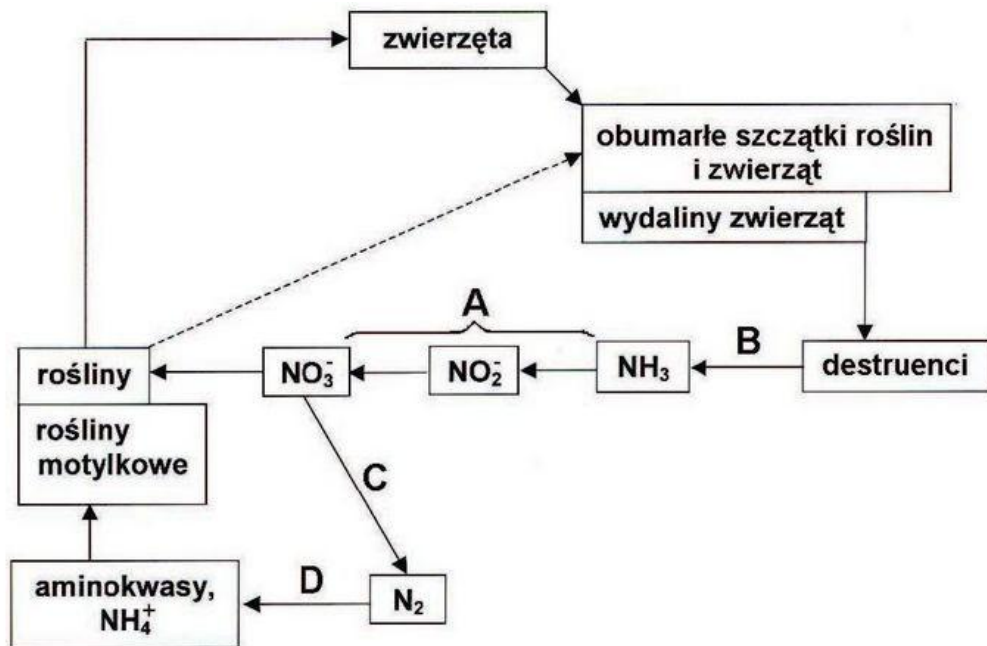 zwierzęta
obumarłe szczątki roślin
i zwierząt
wydaliny zwierząt
A
B
rośliny
NO₃⁻
NO₂⁻
NH₃
destruenci
rośliny
motylkowe
C
D
aminokwasy,
NH₄⁺
N₂